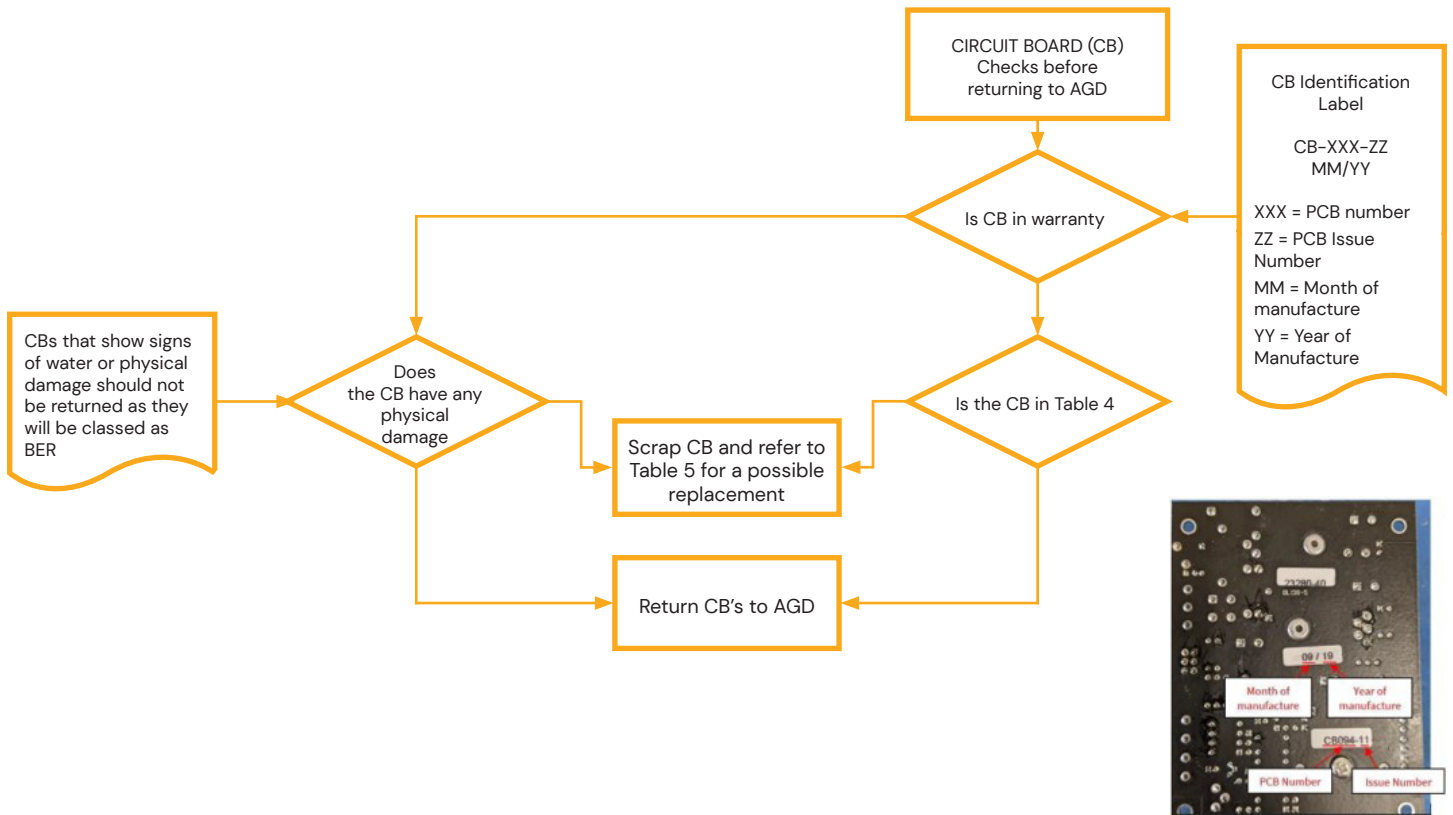 CIRCUIT BOARD (CB)
Checks before
returning to AGD
CB Identification
Label
CB-XXX-ZZ
MM/YY
XXX = PCB number
ZZ = PCB Issue
Number
MM = Month of
manufacture
YY = Year of
Manufacture
Is CB in warranty
CBs that show signs
of water or physical
damage should not
be returned as they
will be classed as
BER
Does
the CB have any
physical
damage
Is the CB in Table 4
Scrap CB and refer to
Table 5 for a possible
replacement
Return CB's to AGD
23280-40
09 / 19
Month of
manufacture
Year of
manufacture
CB094-11
PCB Number
Issue Number